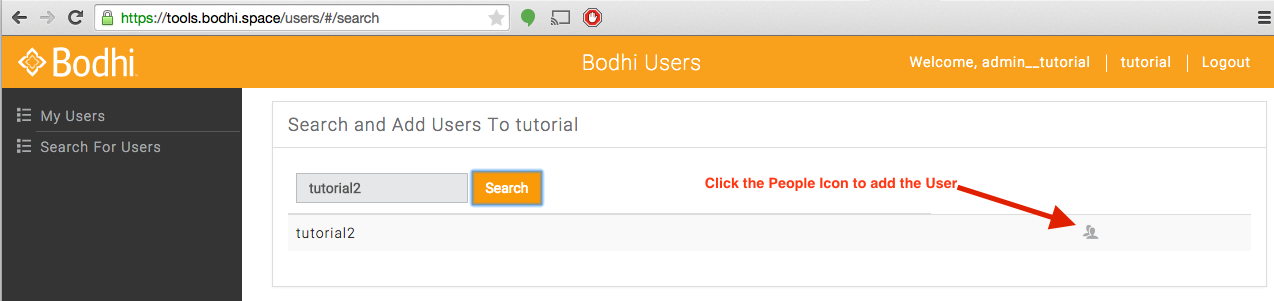 https://tools.bodhi.space/users/#/search
Bodhi
Bodhi Users
Welcome, admin__tutorial
tutorial
Logout
My Users
Search For Users
Search and Add Users To tutorial
tutorial2
Search
Click the People Icon to add the User
tutorial2